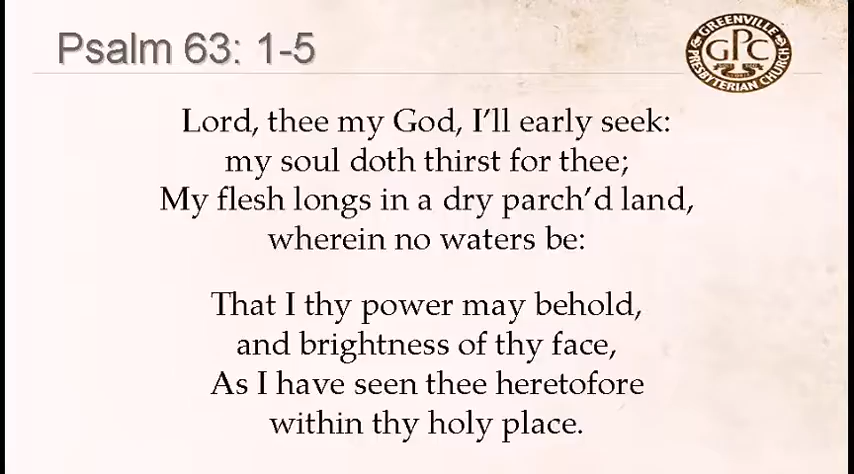 Psalm 63: 1-5
GREENVILLE
GPC
PRESBYTERIAN CHURCH
Lord, thee my God, I’ll early seek:
my soul doth thirst for thee;
My flesh longs in a dry parch’d land,
wherein no waters be:
That I thy power may behold,
and brightness of thy face,
As I have seen thee heretofore
within thy holy place.